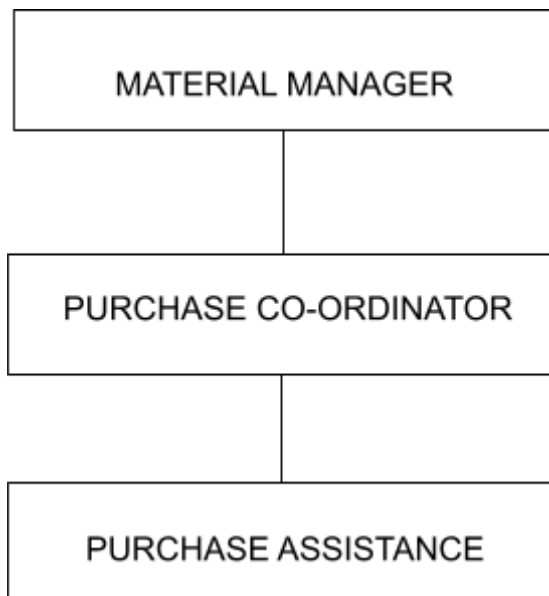 MATERIAL MANAGER
PURCHASE CO-ORDINATOR
PURCHASE ASSISTANCE